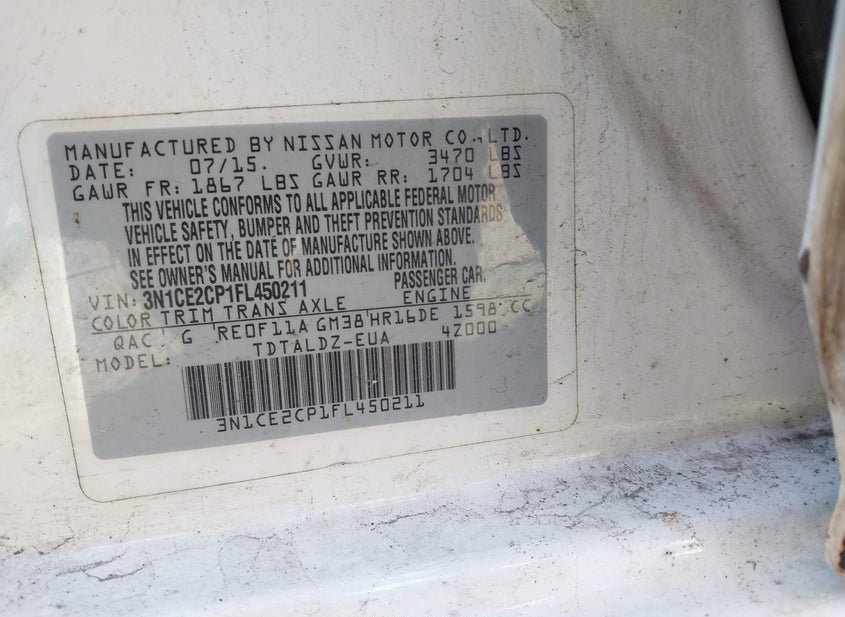 MANUFACTURED BY NISSAN MOTOR CO., LTD.
DATE: 07/15. GVWR: 3470 LBS
GAWR FR: 1867 LBS GAWR RR: 1704 LBS
THIS VEHICLE CONFORMS TO ALL APPLICABLE FEDERAL MOTOR
VEHICLE SAFETY, BUMPER AND THEFT PREVENTION STANDARDS
IN EFFECT ON THE DATE OF MANUFACTURE SHOWN ABOVE.
SEE OWNER'S MANUAL FOR ADDITIONAL INFORMATION.
VIN: 3N1CE2CP1FL450211 PASSENGER CAR.
COLOR TRIM TRANS AXLE ENGINE
QAC G RE0F11A GM38 HR16DE 1598 CC
MODEL: TDTALDZ-EUA 4Z000
3N1CE2CP1FL450211